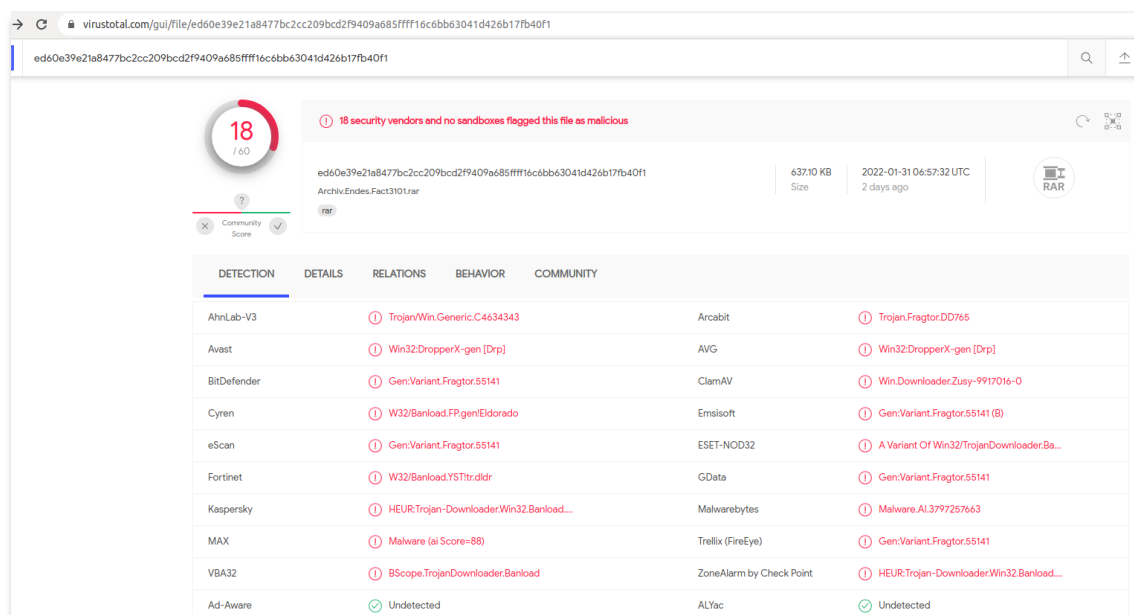 virustotal.com/gui/file/ed60e39e21a8477bc2cc209bcd2f9409a685ffff16c6bb63041d426b17fb40f1
ed60e39e21a8477bc2cc209bcd2f9409a685ffff16c6bb63041d426b17fb40f1
18
/ 60
18 security vendors and no sandboxes flagged this file as malicious
ed60e39e21a8477bc2cc209bcd2f9409a685ffff16c6bb63041d426b17fb40f1
637.10 KB
2022-01-31 06:57:32 UTC
Archiv.Endes.Fact3101.rar
Size
2 days ago
RAR
rar
?
Community
Score
DETECTION DETAILS RELATIONS BEHAVIOR COMMUNITY
AhnLab-V3 Trojan/Win.Generic.C4634343 Arcabit Trojan.Fragtor.DD765
Avast Win32:DropperX-gen [Drp] AVG Win32:DropperX-gen [Drp]
BitDefender Gen:Variant.Fragtor.55141 ClamAV Win.Downloader.Zusy-9917016-0
Cyren W32/Banload.FP.gen!Eldorado Emsisoft Gen:Variant.Fragtor.55141 (B)
eScan Gen:Variant.Fragtor.55141 ESET-NOD32 A Variant Of Win32/TrojanDownloader.Ba...
Fortinet W32/Banload.YST!tr.dldr GData Gen:Variant.Fragtor.55141
Kaspersky HEUR:Trojan-Downloader.Win32.Banload.... Malwarebytes Malware.AI.3797257663
MAX Malware (ai Score=88) Trellix (FireEye) Gen:Variant.Fragtor.55141
VBA32 BScope.TrojanDownloader.Banload ZoneAlarm by Check Point HEUR:Trojan-Downloader.Win32.Banload....
Ad-Aware Undetected ALYac Undetected